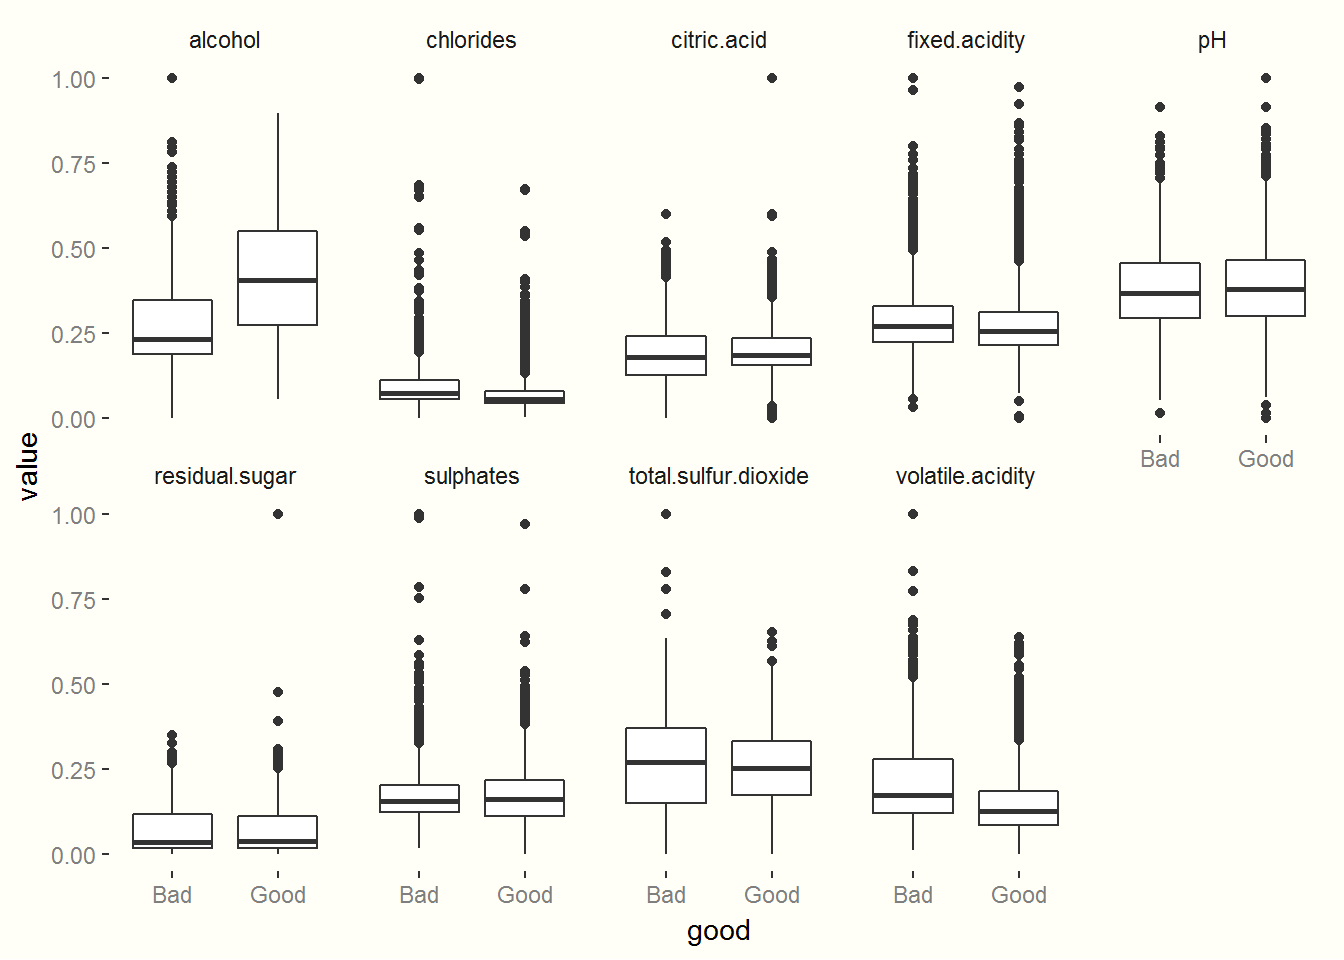 alcohol chlorides citric.acid fixed.acidity pH
1.00
0.75
0.50
0.25
0.00
Bad Good
value
residual.sugar sulphates total.sulfur.dioxide volatile.acidity
1.00
0.75
0.50
0.25
0.00
Bad Good Bad Good Bad Good Bad Good
good